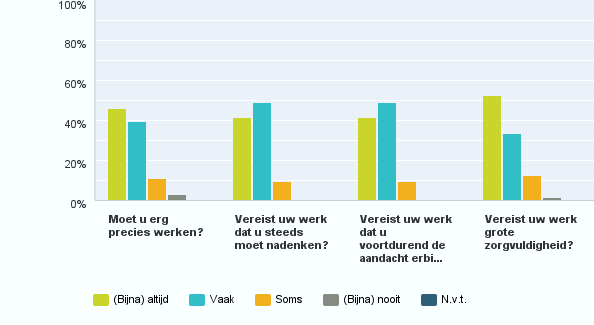 100%
80%
60%
40%
20%
0%
Moet u erg
precies werken?
Vereist uw werk
dat u steeds
moet nadenken?
Vereist uw werk
dat u
voortdurend de
aandacht erbi...
Vereist uw werk
grote
zorgvuldigheid?
(Bijna) altijd
Vaak
Soms
(Bijna) nooit
N.v.t.